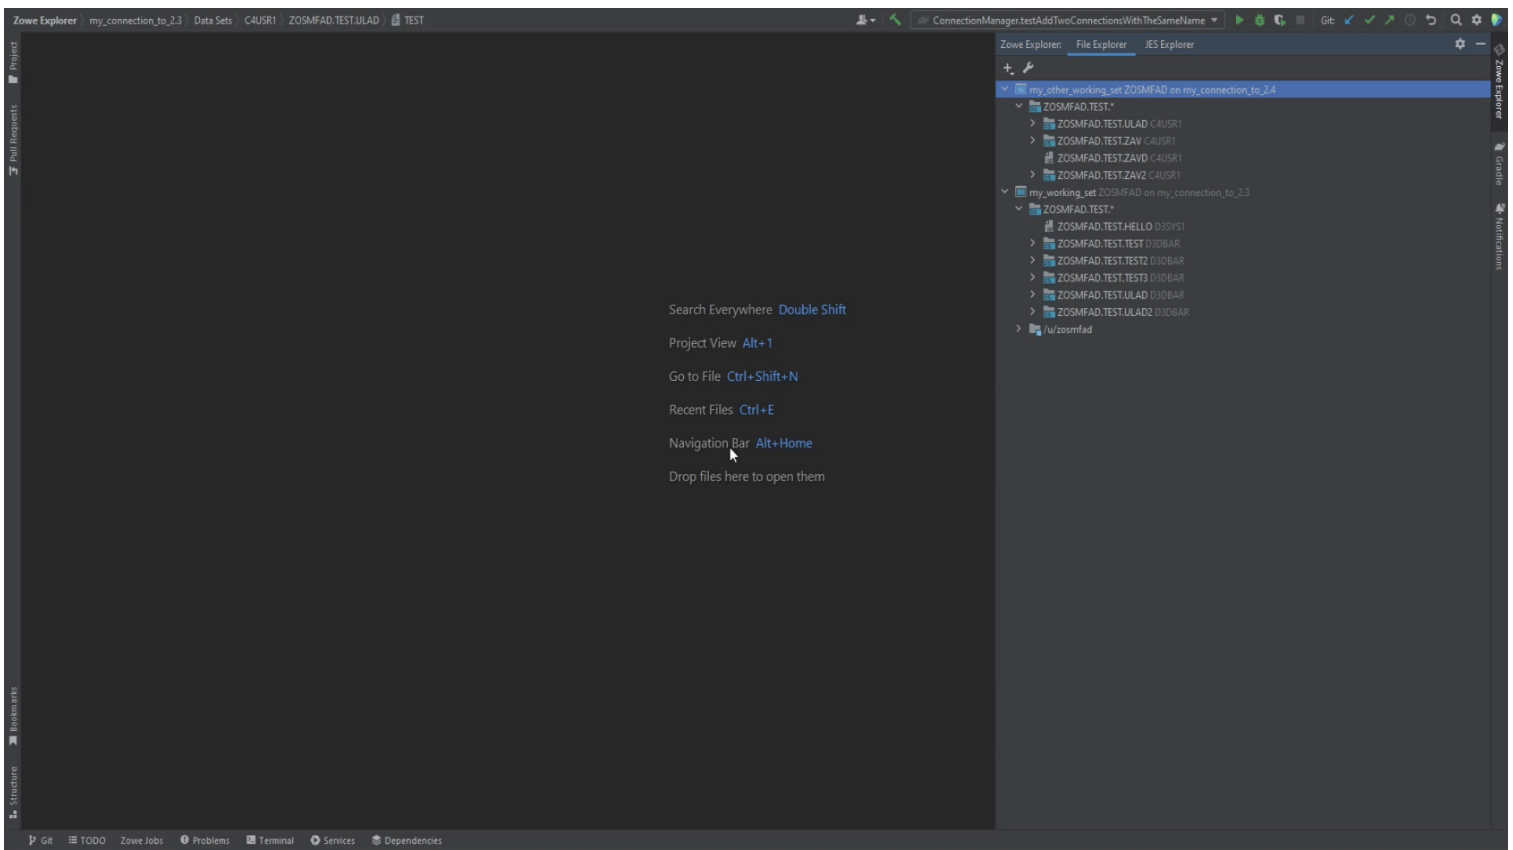 Zowe Explorer my_connection_to_2.3 Data Sets C4USR1 ZOSMFAD.TEST.ULAD TEST
ConnectionManager.testAddTwoConnectionsWithTheSameName
Git:
Project
Pull Requests
Bookmarks
Structure
Search Everywhere Double Shift
Project View Alt+1
Go to File Ctrl+Shift+N
Recent Files Ctrl+E
Navigation Bar Alt+Home
Drop files here to open them
Zowe Explorer: File Explorer JES Explorer
my_other_working_set ZOSMFAD on my_connection_to_2.4
ZOSMFAD.TEST.*
ZOSMFAD.TEST.ULAD C4USR1
ZOSMFAD.TEST.ZAV C4USR1
ZOSMFAD.TEST.ZAVD C4USR1
ZOSMFAD.TEST.ZAV2 C4USR1
my_working_set ZOSMFAD on my_connection_to_2.3
ZOSMFAD.TEST.*
ZOSMFAD.TEST.HELLO D3SYS1
ZOSMFAD.TEST.TEST D3DBAR
ZOSMFAD.TEST.TEST2 D3DBAR
ZOSMFAD.TEST.TEST3 D3DBAR
ZOSMFAD.TEST.ULAD D3DBAR
ZOSMFAD.TEST.ULAD2 D3DBAR
/u/zosmfad
Zowe Explorer
Gradle
Notifications
Git TODO Zowe Jobs Problems Terminal Services Dependencies